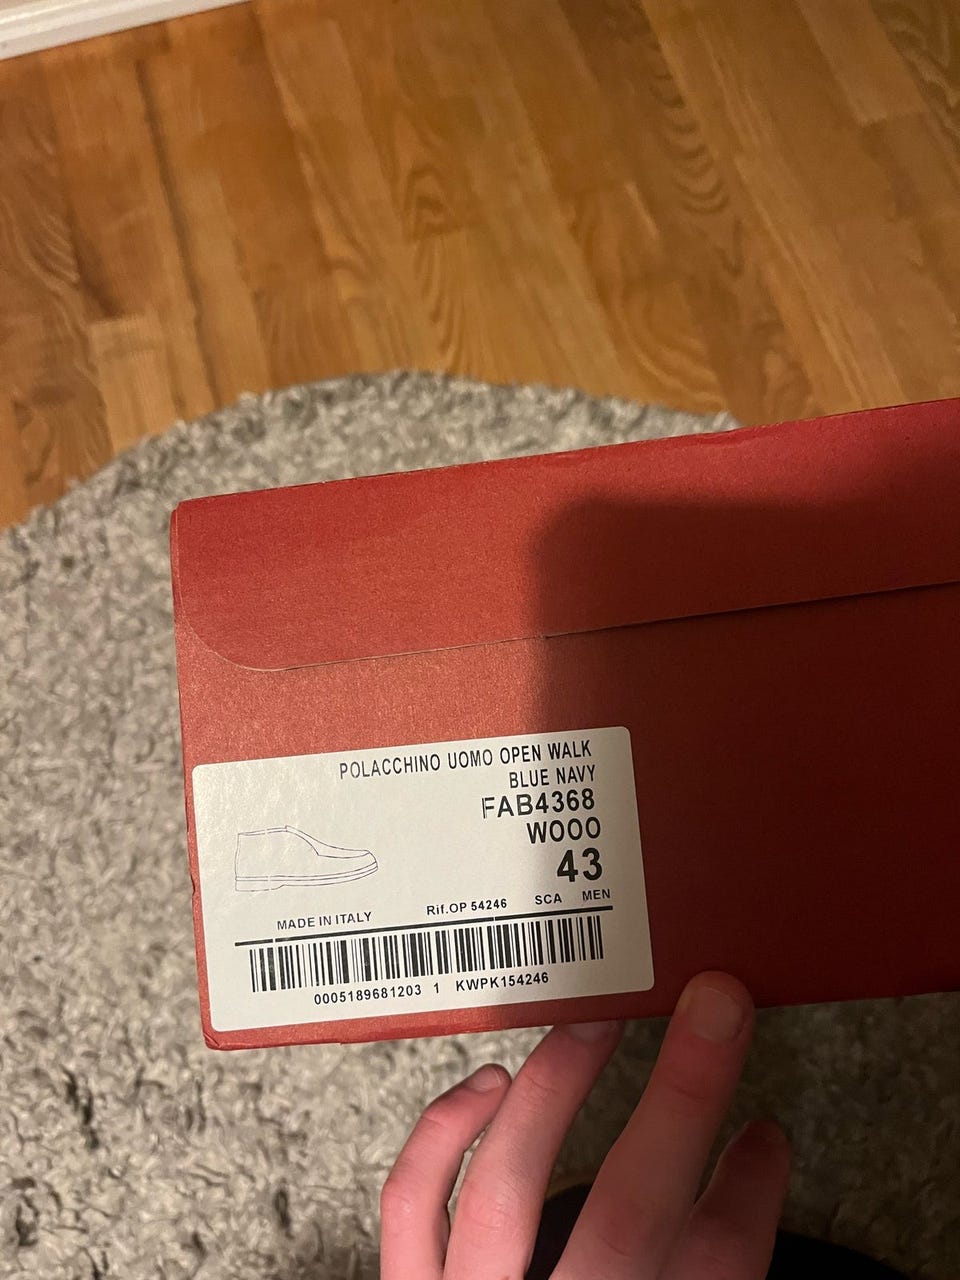 POLACCHINO UOMO OPEN WALK
BLUE NAVY
FAB4368
WOOO
43
MADE IN ITALY Rif.OP 54246 SCA MEN
0005189681203 1 KWPK154246